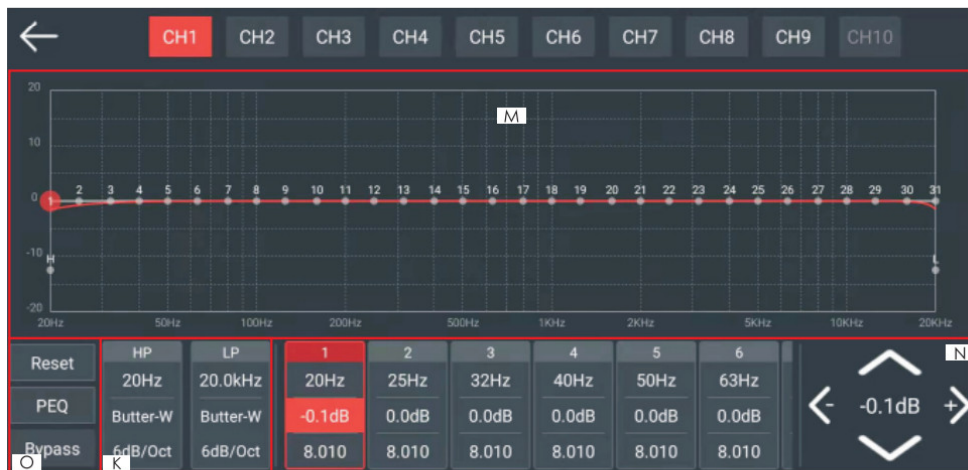 CH1 CH2 CH3 CH4 CH5 CH6 CH7 CH8 CH9 CH10
20
M
10
1 2 3 4 5 6 7 8 9 10 11 12 13 14 15 16 17 18 19 20 21 22 23 24 25 26 27 28 29 30 31
0
-10 H L
-20
20Hz 50Hz 100Hz 200Hz 500Hz 1KHz 2KHz 5KHz 10KHz 20KHz
Reset HP LP 1 2 3 4 5 6 N
20Hz 20.0kHz 20Hz 25Hz 32Hz 40Hz 50Hz 63Hz
PEQ Butter-W Butter-W -0.1dB 0.0dB 0.0dB 0.0dB 0.0dB 0.0dB - -0.1dB +
Bypass 6dB/Oct 6dB/Oct 8.010 8.010 8.010 8.010 8.010 8.010
O K